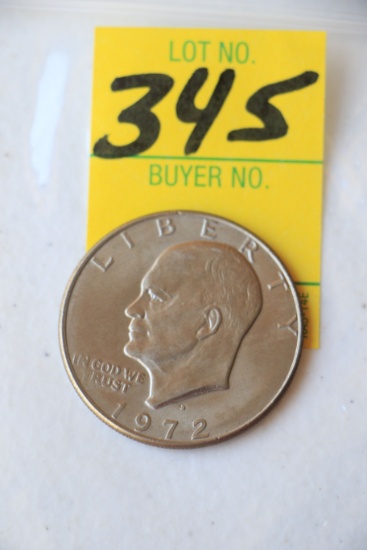 LOT NO.
345
BUYER NO.
LIBERTY
IN GOD WE
TRUST
1972